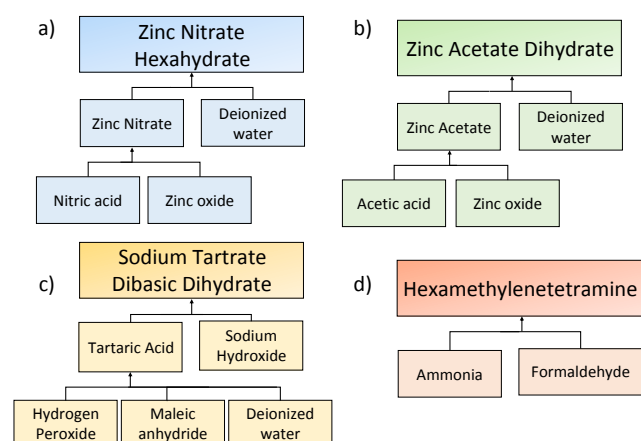 a)
Zinc Nitrate
Hexahydrate
Zinc Nitrate
Deionized
water
Nitric acid
Zinc oxide
b)
Zinc Acetate Dihydrate
Zinc Acetate
Deionized
water
Acetic acid
Zinc oxide
c)
Sodium Tartrate
Dibasic Dihydrate
Tartaric Acid
Sodium
Hydroxide
Hydrogen
Peroxide
Maleic
anhydride
Deionized
water
d)
Hexamethylenetetramine
Ammonia
Formaldehyde